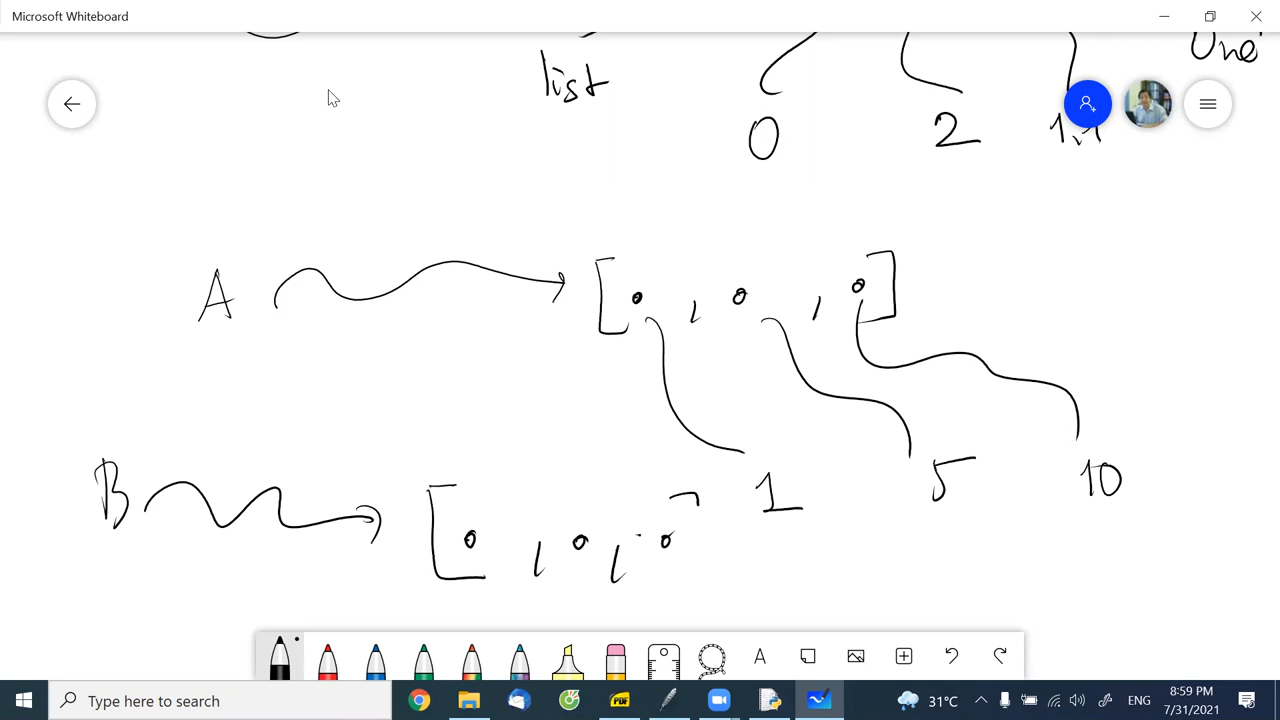 Microsoft Whiteboard
one
list
0 2
A [ , , ]
1 5 10
B [ , ,
A
Type here to search
PDF
31°C
ENG
8:59 PM
7/31/2021